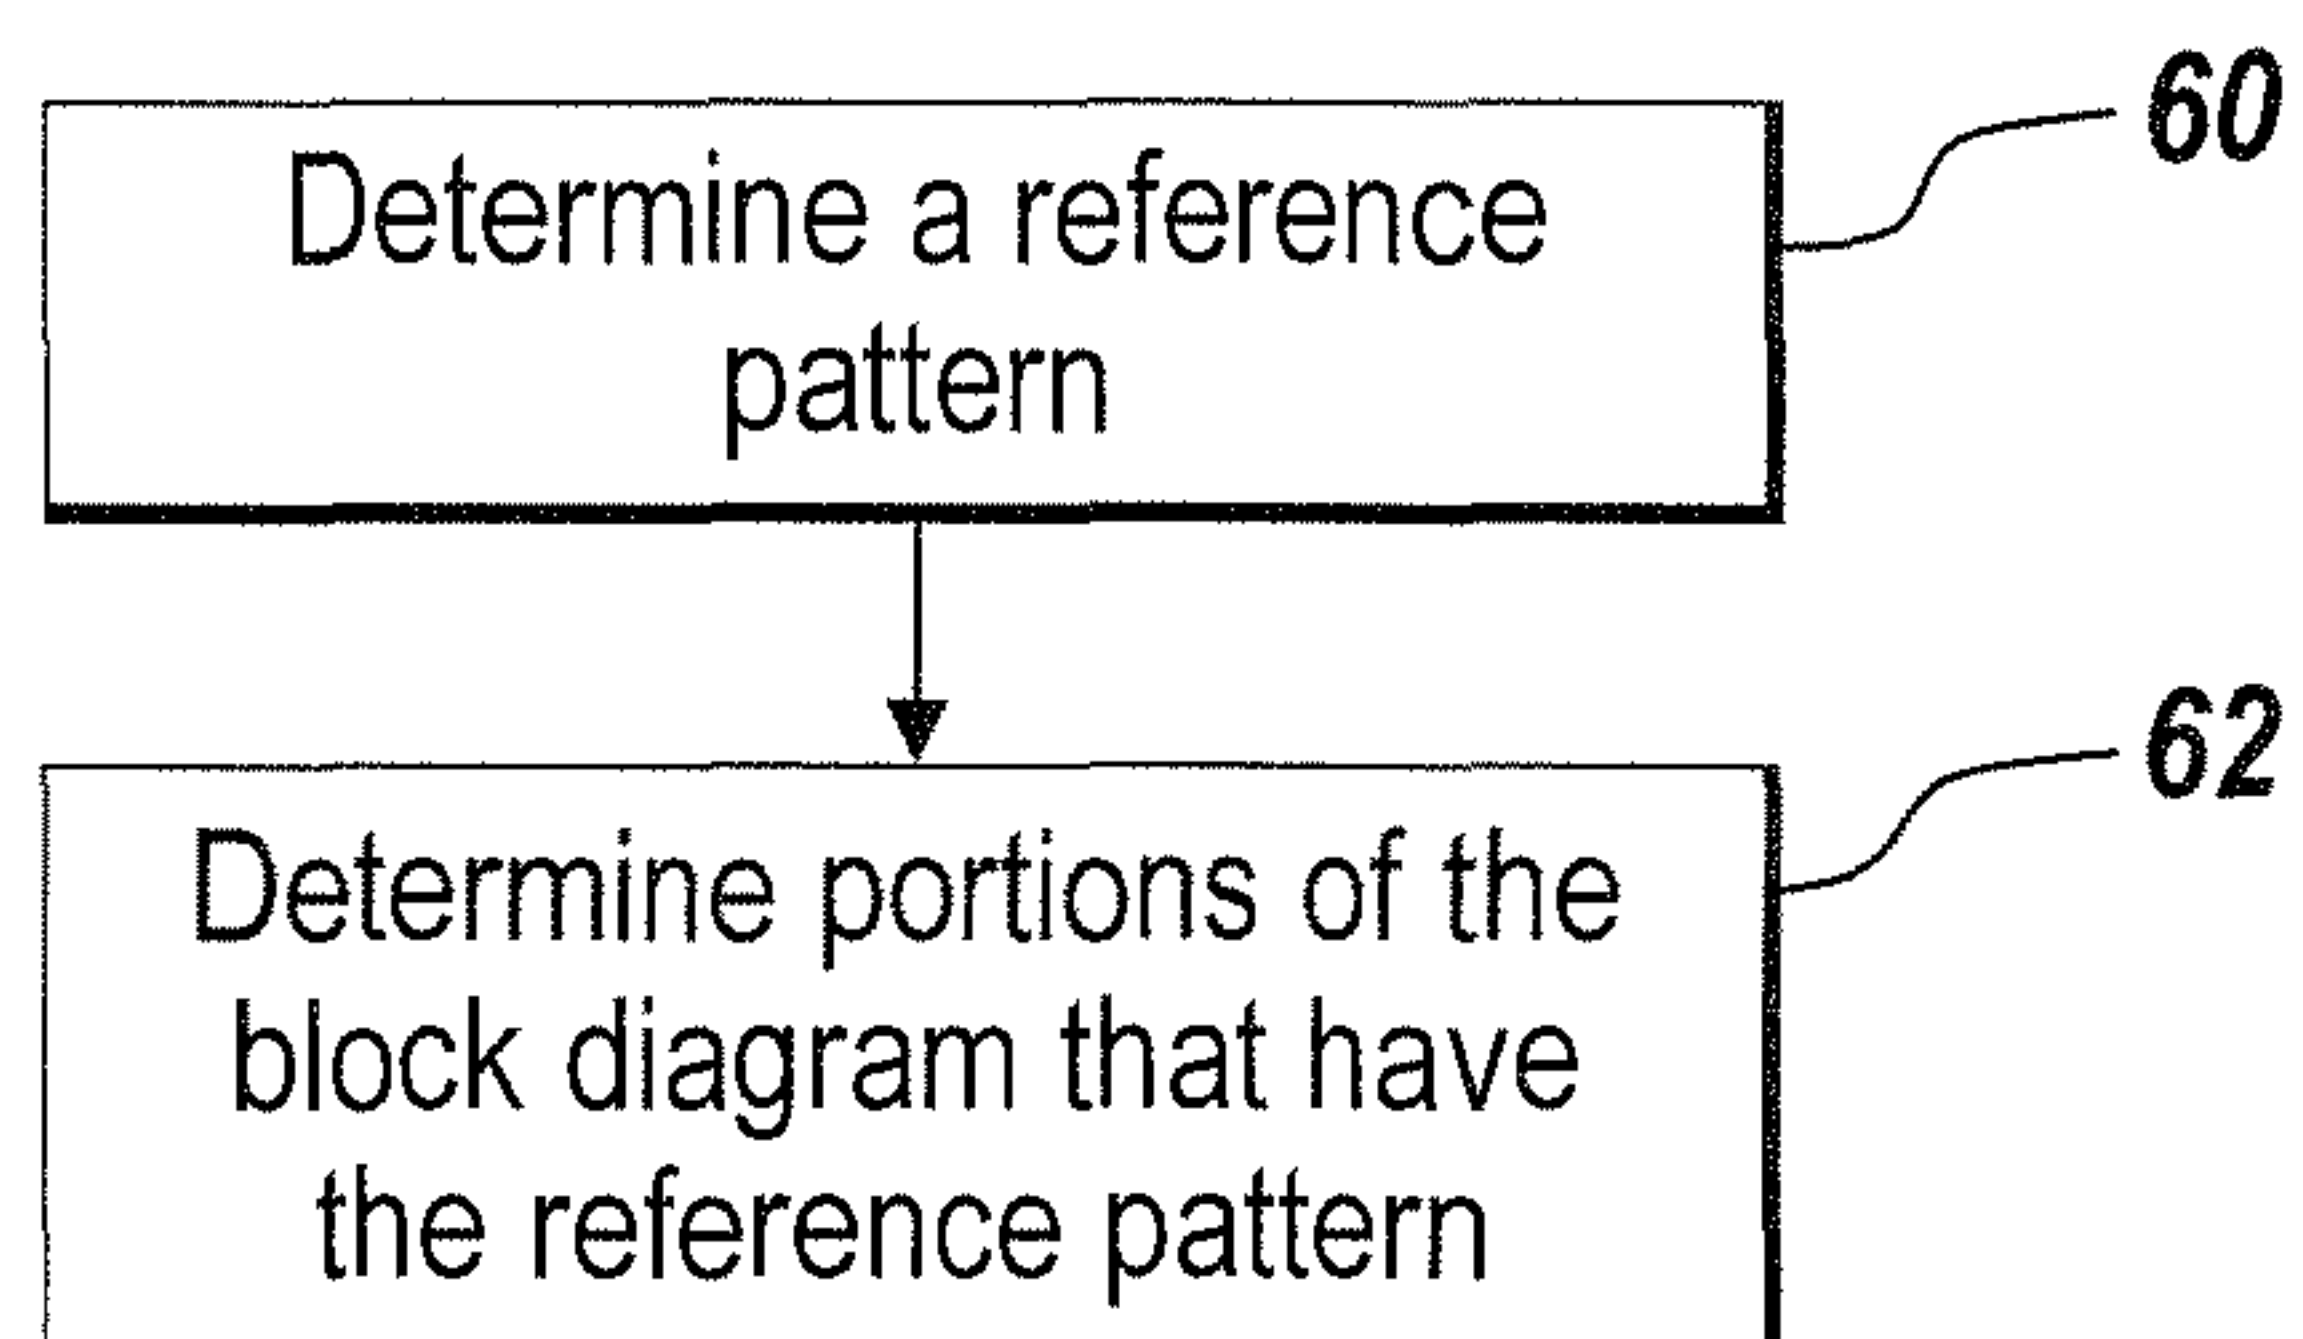 60
Determine a reference
pattern
62
Determine portions of the
block diagram that have
the reference pattern